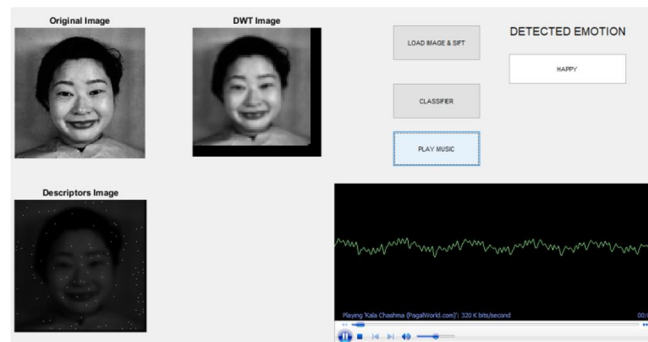 Original Image
DWT Image
LOAD IMAGE & SIFT
DETECTED EMOTION
HAPPY
CLASSIFIER
PLAY MUSIC
Descriptors Image
Playing 'Kala Chashma (PagalWorld.com)': 320 K bits/second